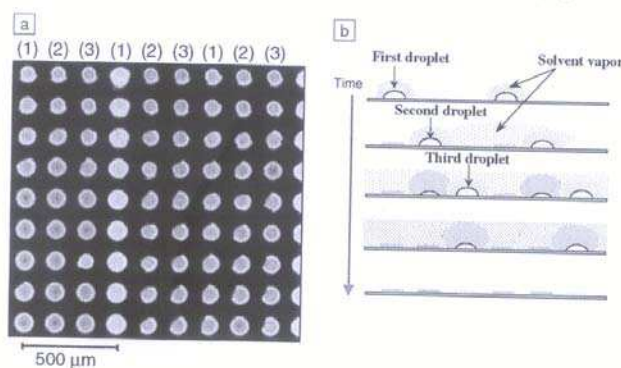 a
(1) (2) (3) (1) (2) (3) (1) (2) (3)
500 µm
b
First droplet
Solvent vapor
Time
Second droplet
Third droplet